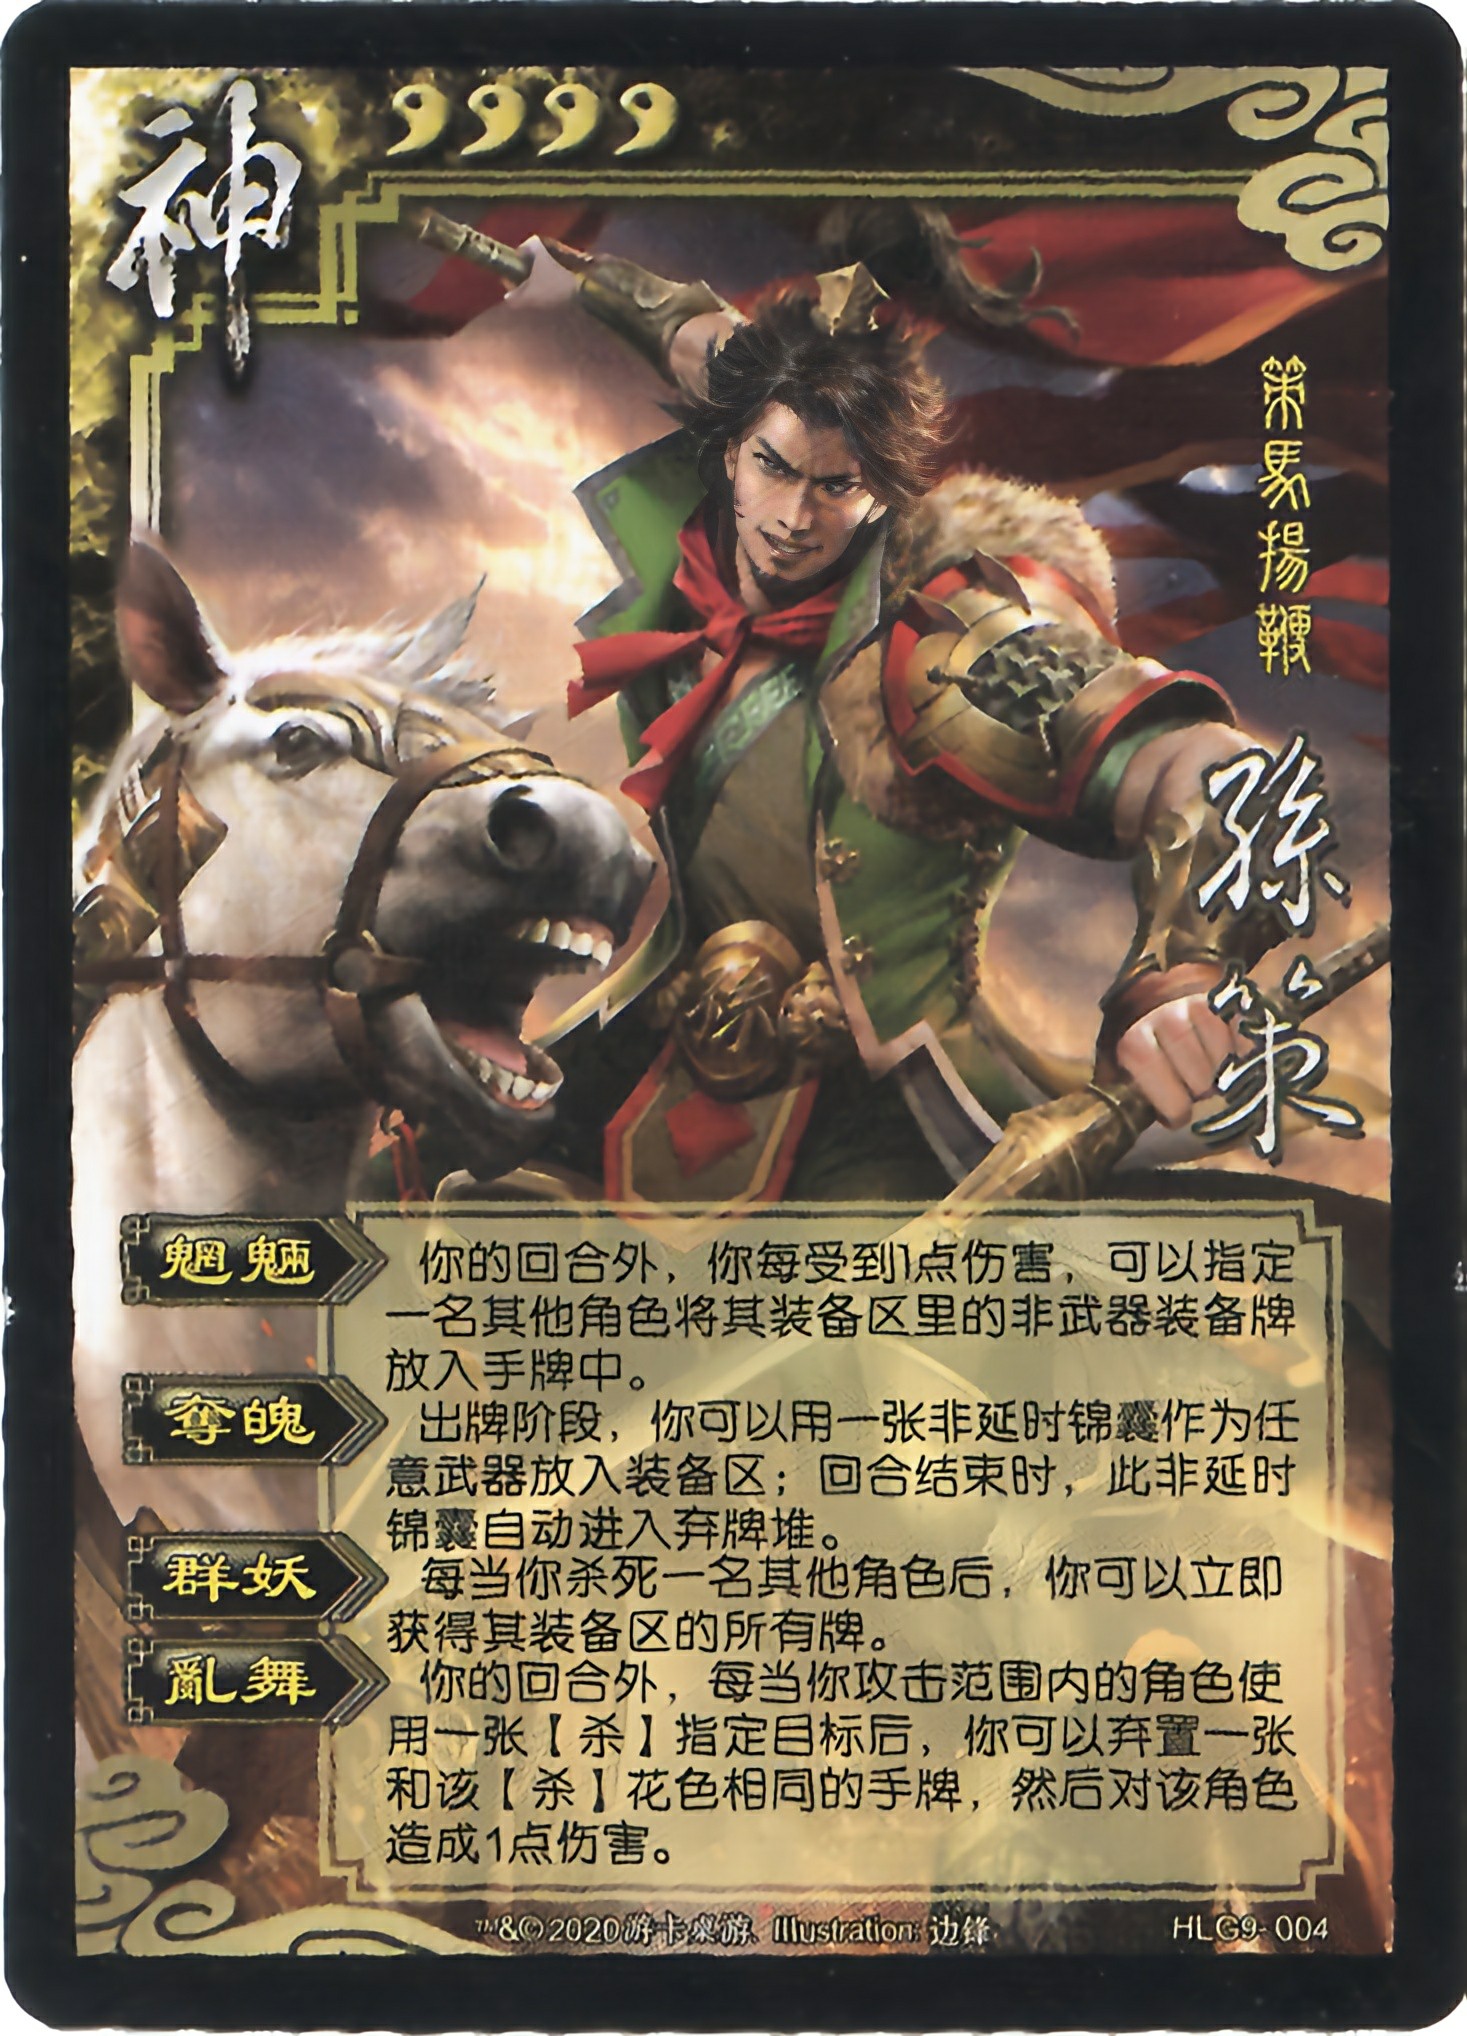 神
策馬揚鞭
孫策
魍魎
你的回合外，你每受到1点伤害，可以指定
一名其他角色将其装备区里的非武器装备牌
放入手牌中。
奪魄
出牌阶段，你可以用一张非延时锦囊作为任
意武器放入装备区；回合结束时，此非延时
锦囊自动进入弃牌堆。
群妖
每当你杀死一名其他角色后，你可以立即
获得其装备区的所有牌。
亂舞
你的回合外，每当你攻击范围内的角色使
用一张【杀】指定目标后，你可以弃置一张
和该【杀】花色相同的手牌，然后对该角色
造成1点伤害。
™&©2020游卡桌游. Illustration: 边锋
HLG9-004